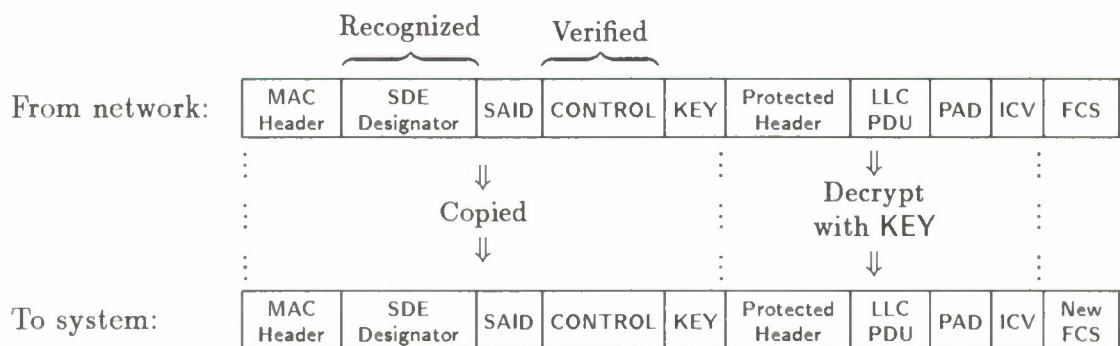 Recognized Verified
From network: MAC Header SDE Designator SAID CONTROL KEY Protected Header LLC PDU PAD ICV FCS
⇓ ⇓
Copied Decrypt with KEY
⇓ ⇓
To system: MAC Header SDE Designator SAID CONTROL KEY Protected Header LLC PDU PAD ICV New FCS